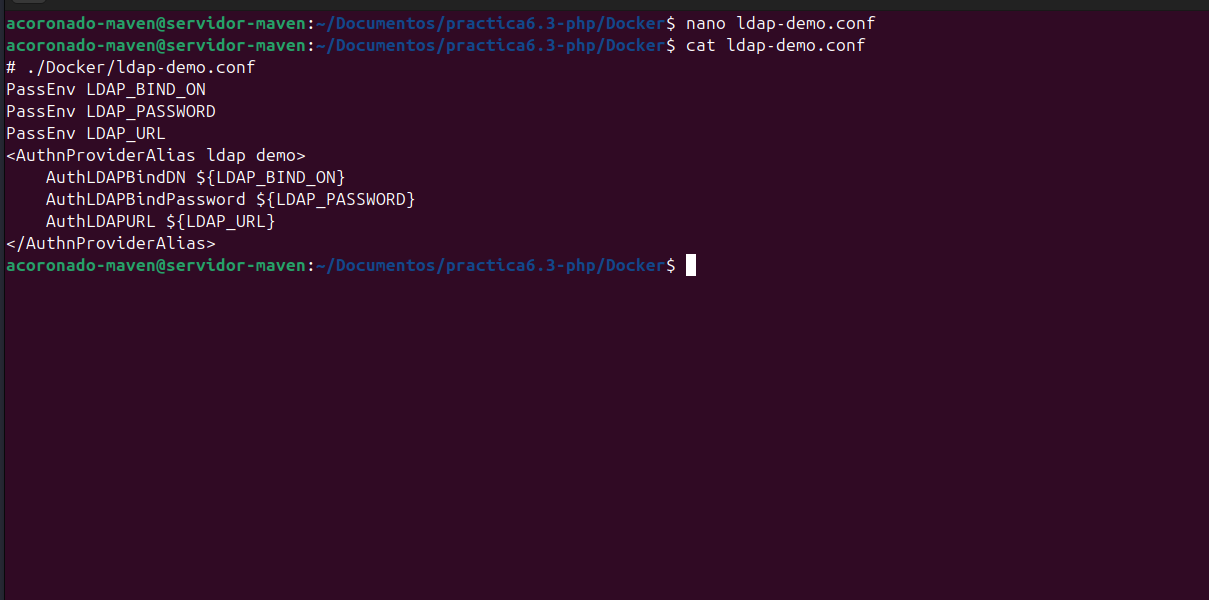 acoronado-maven@servidor-maven:~/Documentos/practica6.3-php/Docker$ nano ldap-demo.conf
acoronado-maven@servidor-maven:~/Documentos/practica6.3-php/Docker$ cat ldap-demo.conf
# ./Docker/ldap-demo.conf
PassEnv LDAP_BIND_ON
PassEnv LDAP_PASSWORD
PassEnv LDAP_URL
<AuthnProviderAlias ldap demo>
    AuthLDAPBindDN ${LDAP_BIND_ON}
    AuthLDAPBindPassword ${LDAP_PASSWORD}
    AuthLDAPURL ${LDAP_URL}
</AuthnProviderAlias>
acoronado-maven@servidor-maven:~/Documentos/practica6.3-php/Docker$